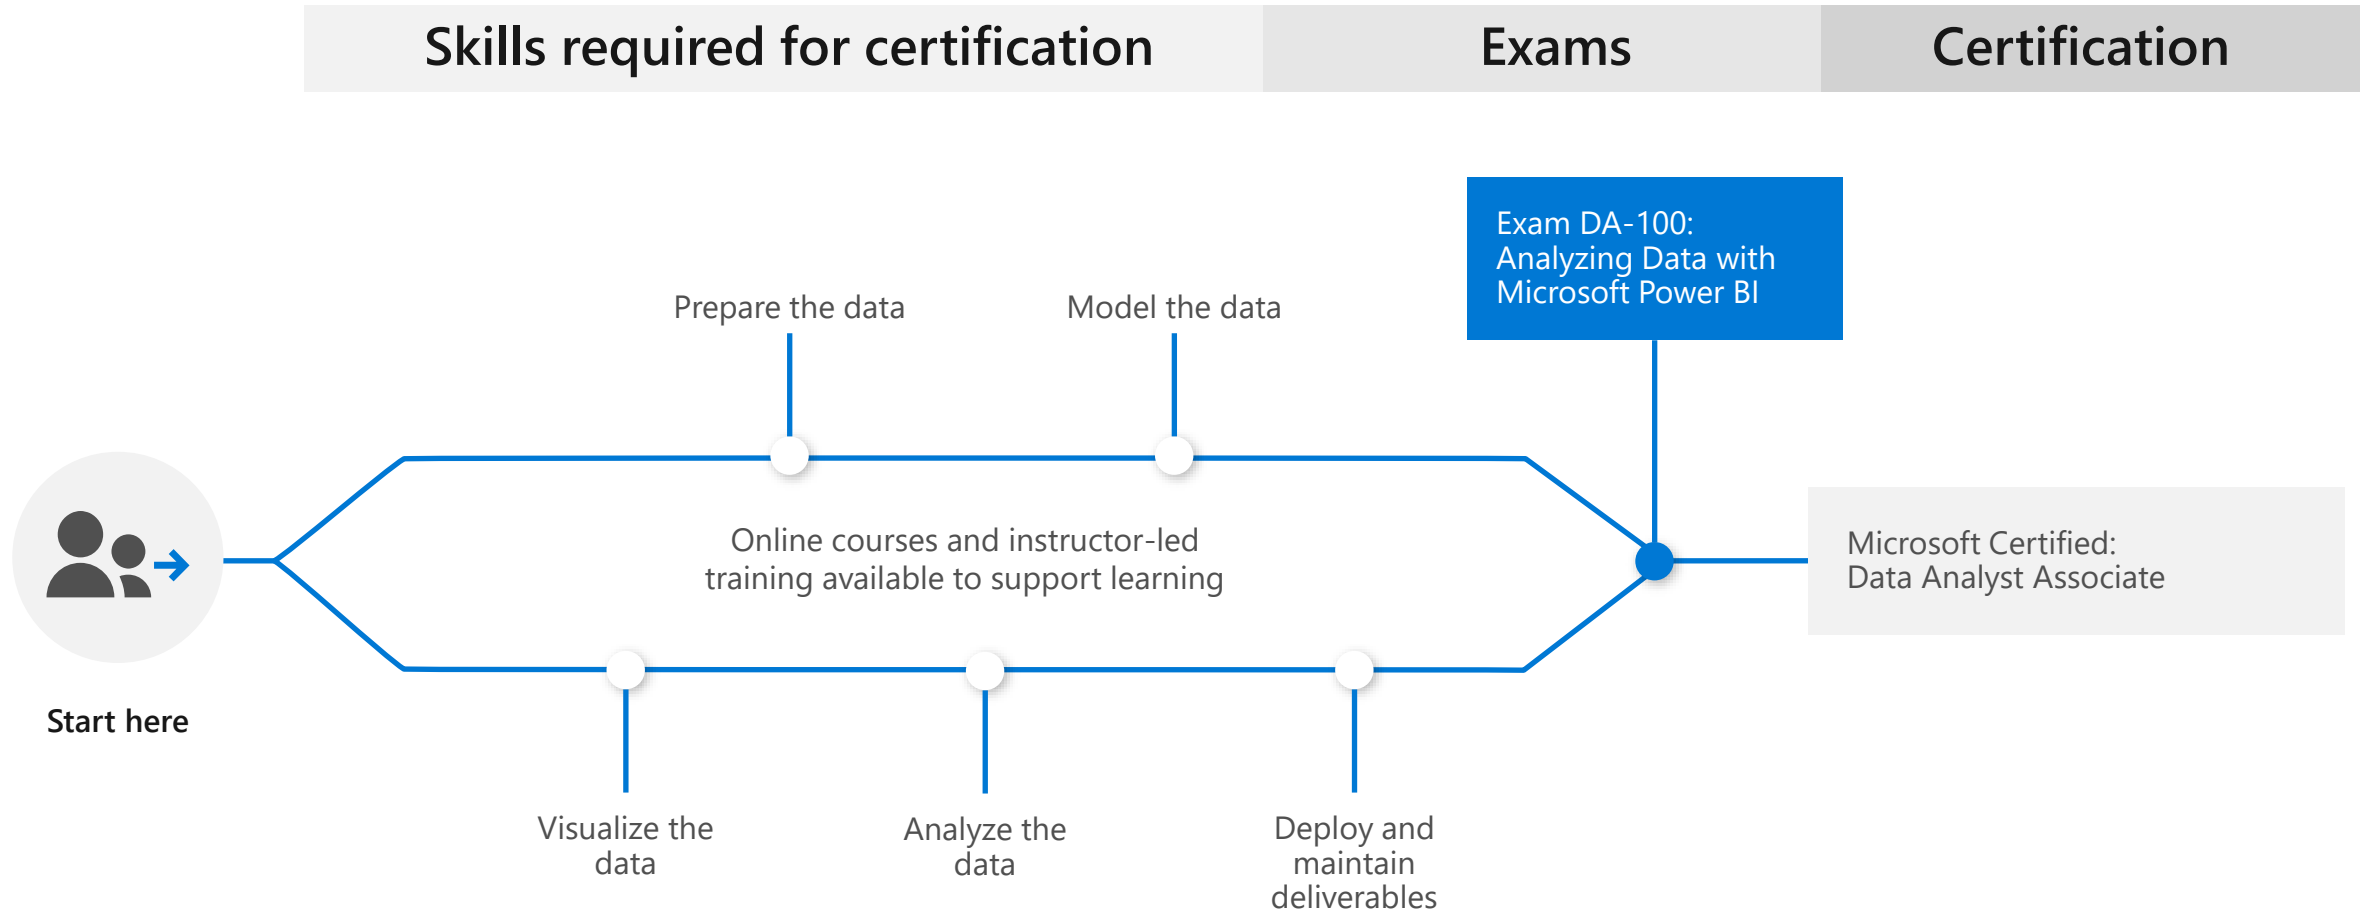 Skills required for certification
Exams
Certification
Exam DA-100:
Analyzing Data with
Microsoft Power BI
Prepare the data
Model the data
Online courses and instructor-led
training available to support learning
Microsoft Certified:
Data Analyst Associate
Start here
Visualize the
data
Analyze the
data
Deploy and
maintain
deliverables